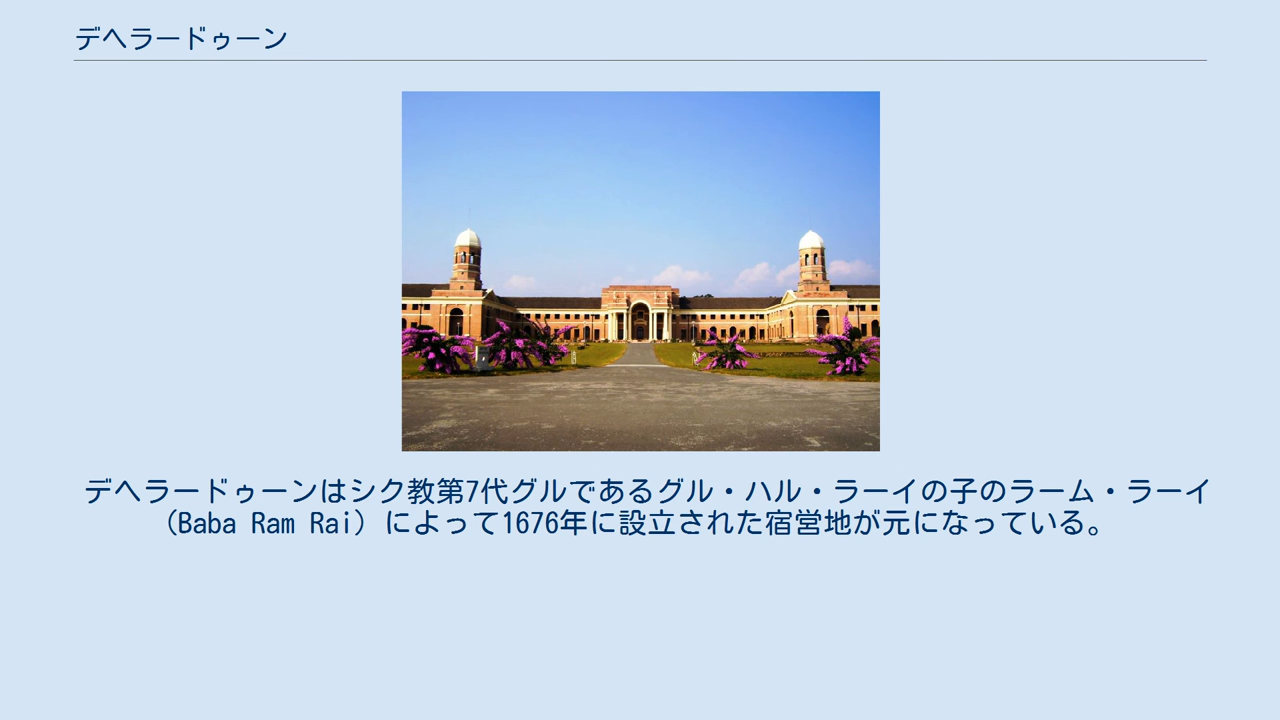 デヘラードゥーン
デヘラードゥーンはシク教第7代グルであるグル・ハル・ラーイの子のラーム・ラーイ
（Baba Ram Rai）によって1676年に設立された宿営地が元になっている。